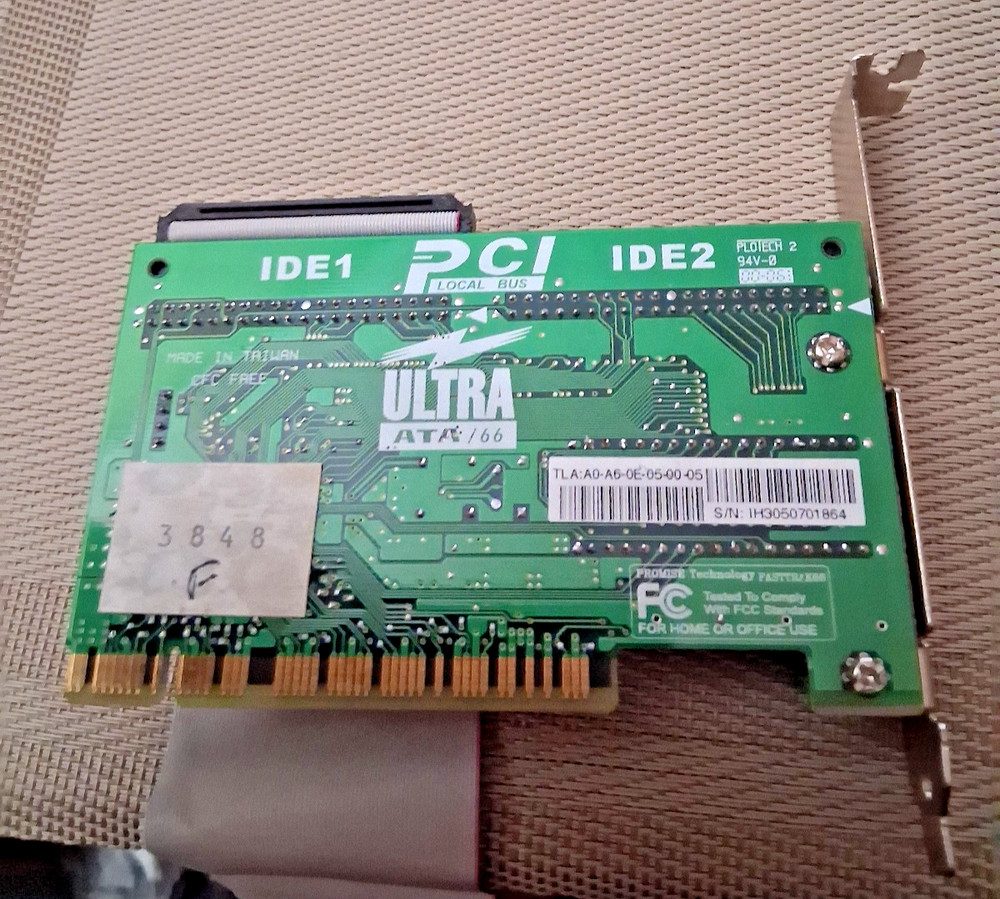 IDE1
PCI
LOCAL BUS
IDE2
PLOTECH 2
94V-0
00-061
MADE IN TAIWAN
CFC FREE
ULTRA
ATA/66
TLA:A0-A6-0E-05-00-05
S/N: IH3050701864
3848
F
PROMISE Technology FASTTRAK66
FC
Tested To Comply
With FCC Standards
FOR HOME OR OFFICE USE